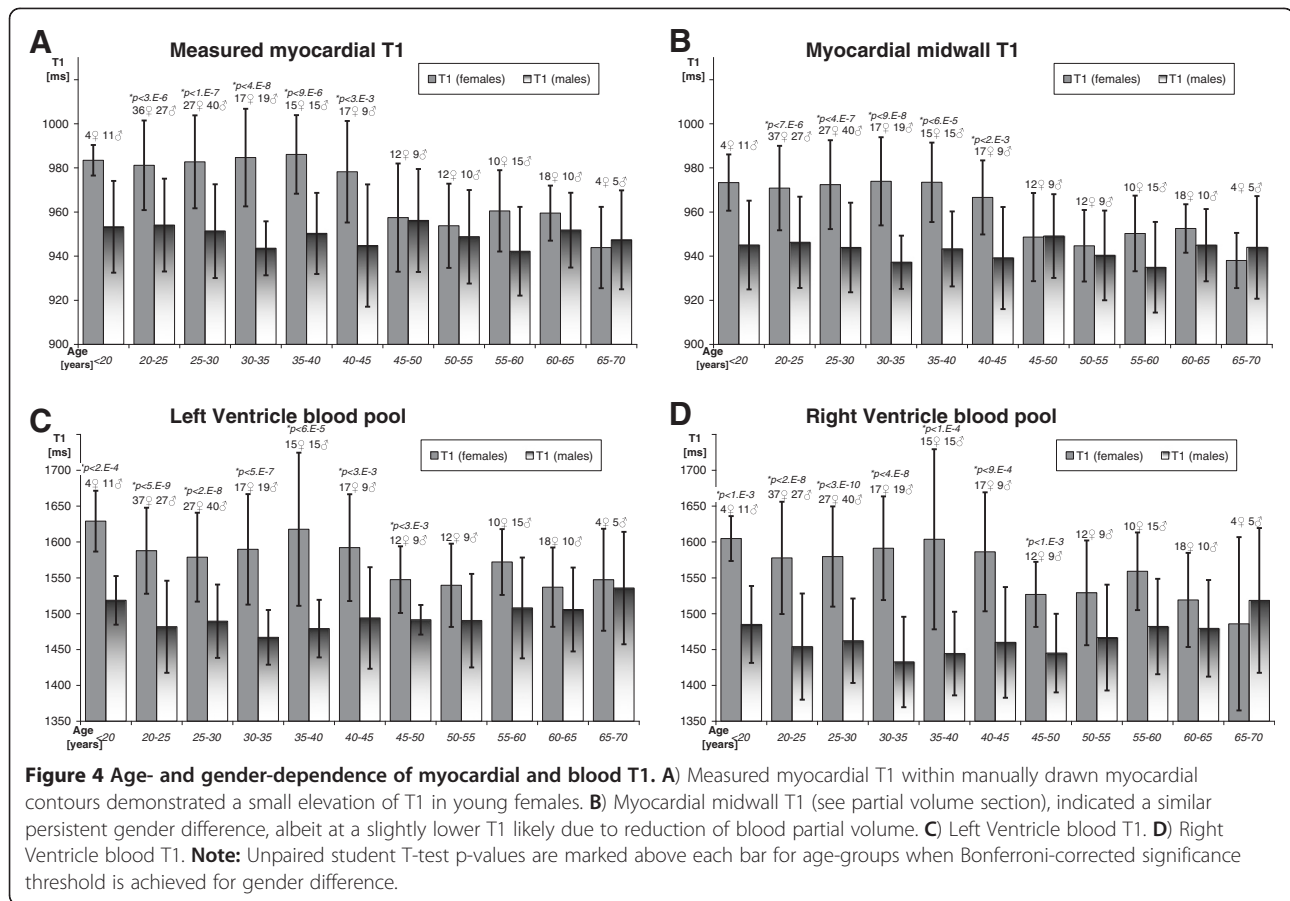 A
Measured myocardial T1
T1
[ms]
T1 (females) T1 (males)
*p<3.E-6 *p<1.E-7 *p<4.E-8 *p<9.E-6 *p<3.E-3
4♀ 11♂ 36♀ 27♂ 27♀ 40♂ 17♀ 19♂ 15♀ 15♂ 17♀ 9♂ 12♀ 9♂ 12♀ 10♂ 10♀ 15♂ 18♀ 10♂ 4♀ 5♂
1000
980
960
940
920
900
Age
[years]
<20 20-25 25-30 30-35 35-40 40-45 45-50 50-55 55-60 60-65 65-70
B
Myocardial midwall T1
T1
[ms]
T1 (females) T1 (males)
*p<7.E-6 *p<4.E-7 *p<9.E-8 *p<6.E-5 *p<2.E-3
4♀ 11♂ 37♀ 27♂ 27♀ 40♂ 17♀ 19♂ 15♀ 15♂ 17♀ 9♂ 12♀ 9♂ 12♀ 9♂ 10♀ 15♂ 18♀ 10♂ 4♀ 5♂
1000
980
960
940
920
900
Age
[years]
<20 20-25 25-30 30-35 35-40 40-45 45-50 50-55 55-60 60-65 65-70
C
Left Ventricle blood pool
T1
[ms]
T1 (females) T1 (males)
*p<2.E-4 *p<5.E-9 *p<2.E-8 *p<5.E-7 *p<6.E-5 *p<3.E-3 *p<3.E-3
4♀ 11♂ 37♀ 27♂ 27♀ 40♂ 17♀ 19♂ 15♀ 15♂ 17♀ 9♂ 12♀ 9♂ 12♀ 9♂ 10♀ 15♂ 18♀ 10♂ 4♀ 5♂
1700
1650
1600
1550
1500
1450
1400
1350
Age
[years]
<20 20-25 25-30 30-35 35-40 40-45 45-50 50-55 55-60 60-65 65-70
D
Right Ventricle blood pool
T1
[ms]
T1 (females) T1 (males)
*p<1.E-3 *p<2.E-8 *p<3.E-10 *p<4.E-8 *p<1.E-4 *p<9.E-4 *p<1.E-3
4♀ 11♂ 37♀ 27♂ 27♀ 40♂ 17♀ 19♂ 15♀ 15♂ 17♀ 9♂ 12♀ 9♂ 12♀ 9♂ 10♀ 15♂ 18♀ 10♂ 4♀ 5♂
1700
1650
1600
1550
1500
1450
1400
1350
Age
[years]
<20 20-25 25-30 30-35 35-40 40-45 45-50 50-55 55-60 60-65 65-70
Figure 4 Age- and gender-dependence of myocardial and blood T1. A) Measured myocardial T1 within manually drawn myocardial
contours demonstrated a small elevation of T1 in young females. B) Myocardial midwall T1 (see partial volume section), indicated a similar
persistent gender difference, albeit at a slightly lower T1 likely due to reduction of blood partial volume. C) Left Ventricle blood T1. D) Right
Ventricle blood T1. Note: Unpaired student T-test p-values are marked above each bar for age-groups when Bonferroni-corrected significance
threshold is achieved for gender difference.